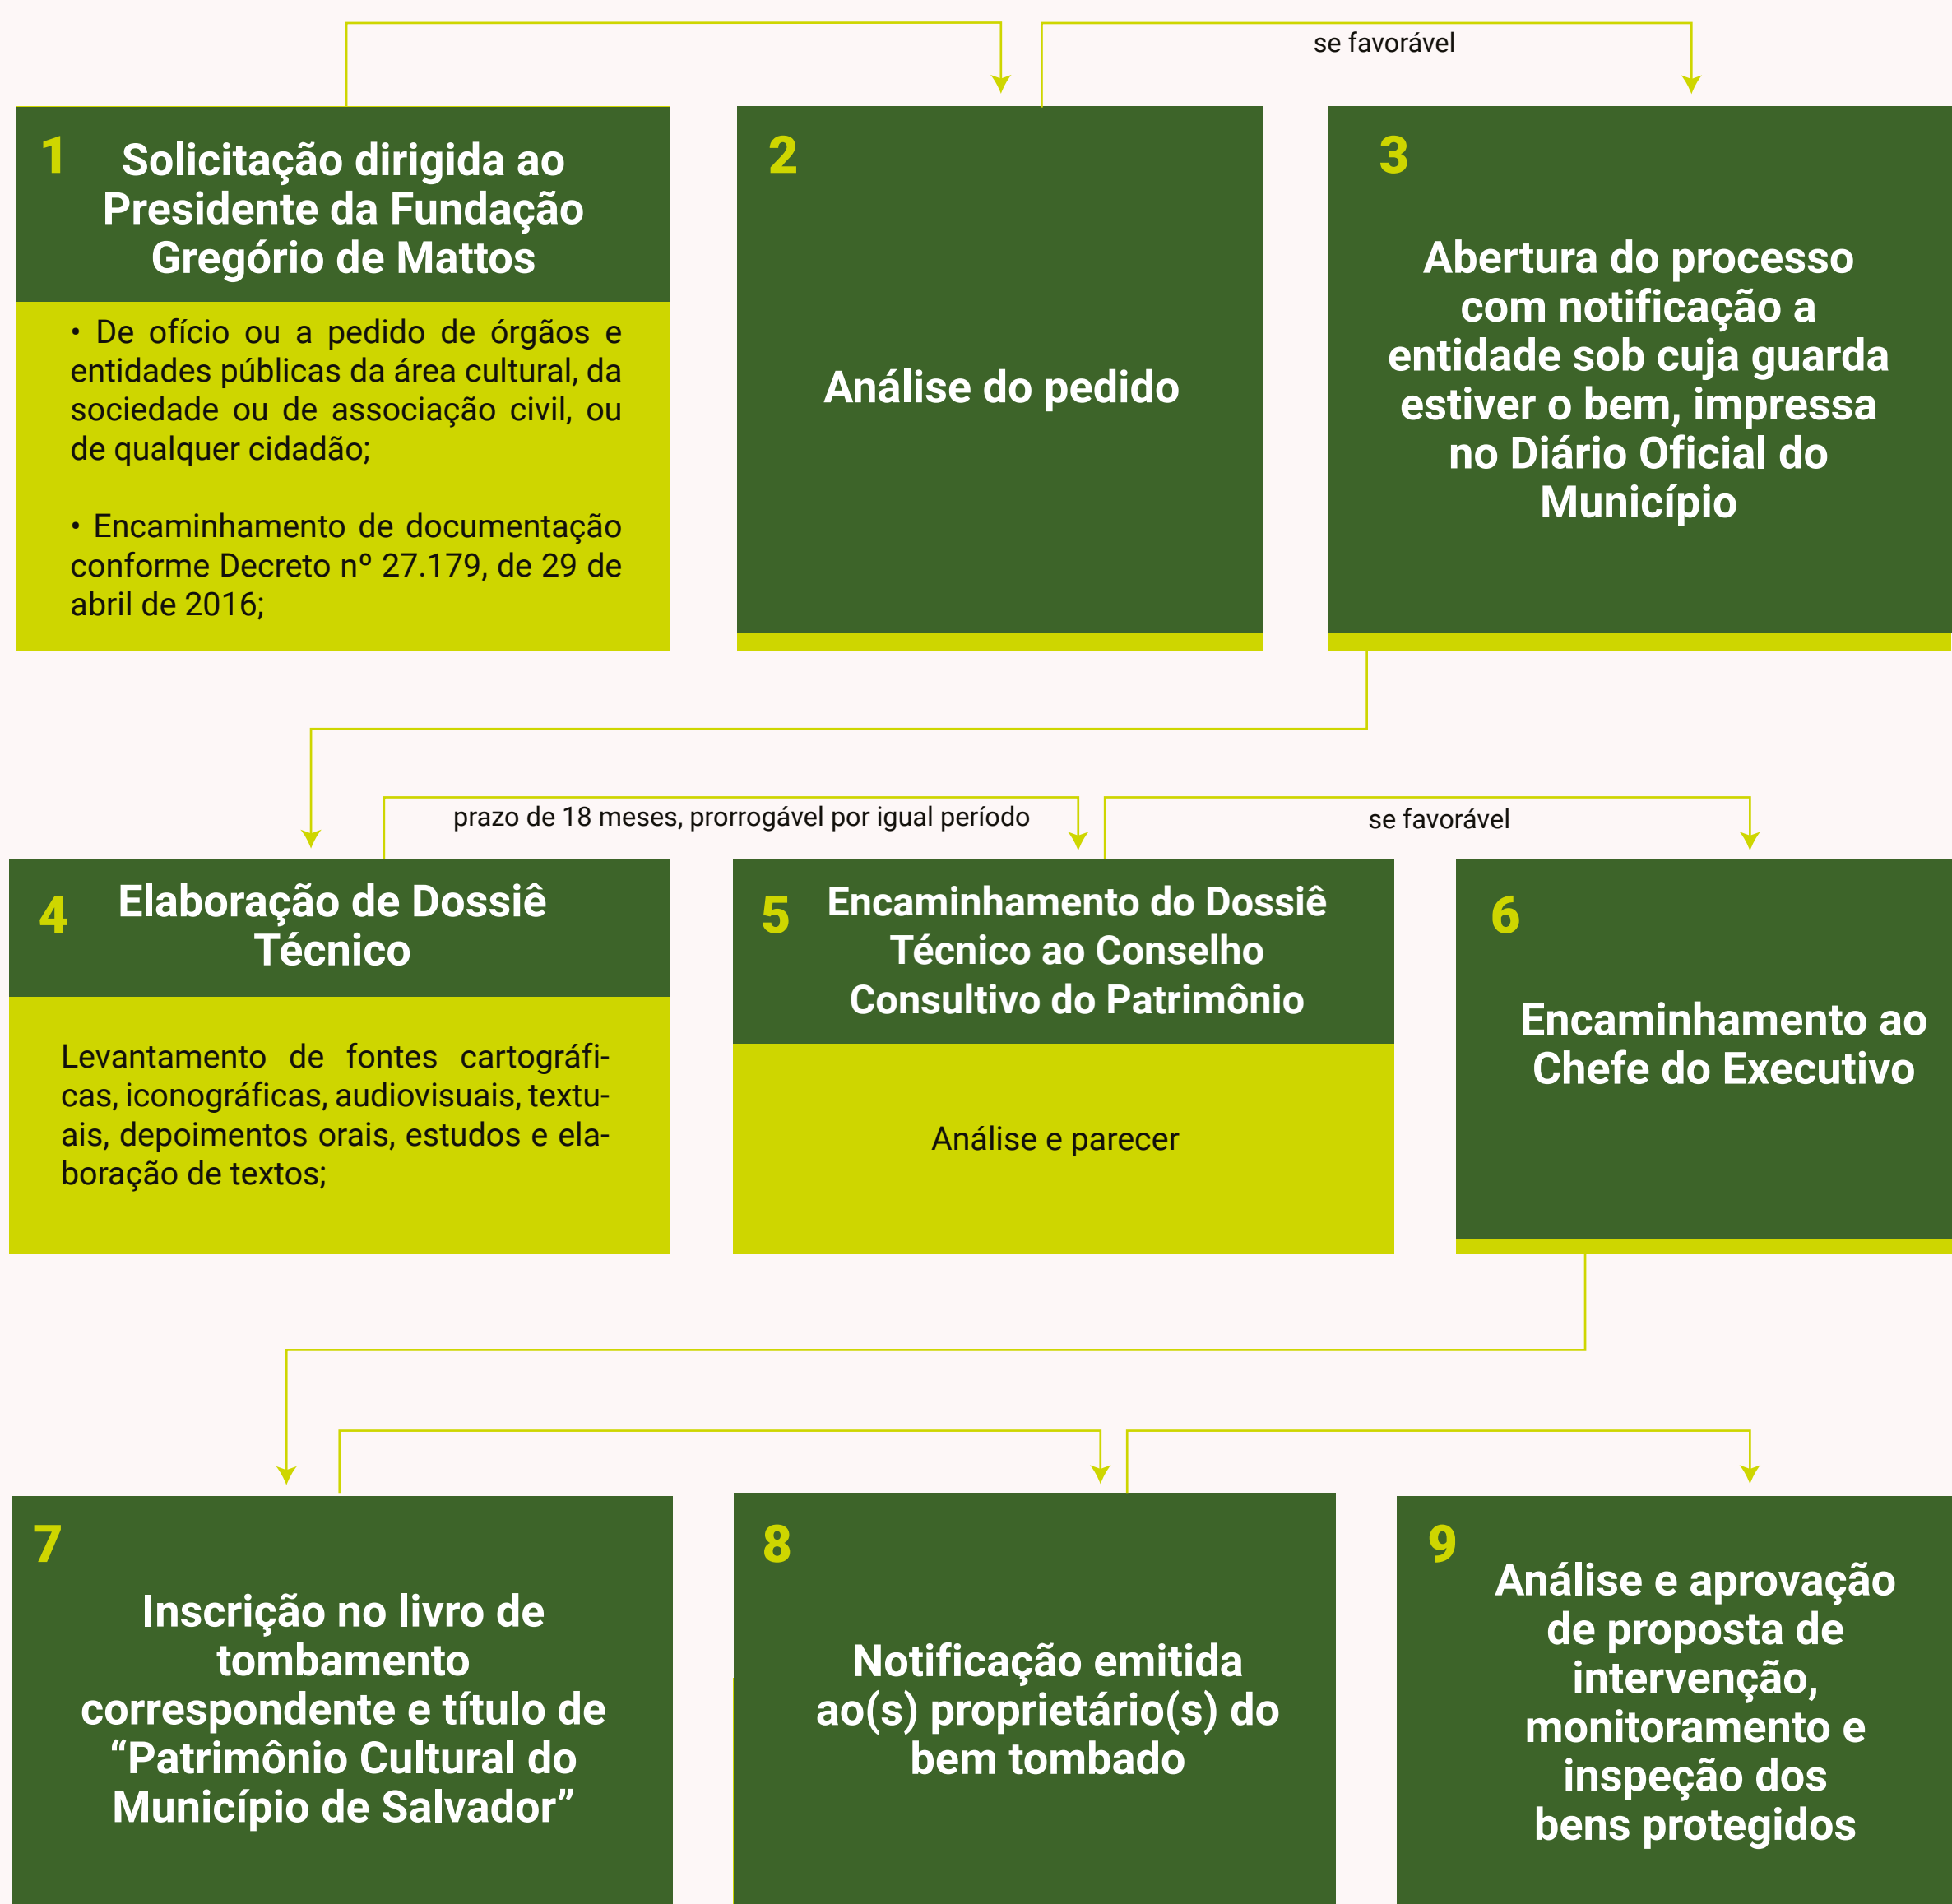 se favorável
1
Solicitação dirigida ao
Presidente da Fundação
Gregório de Mattos
• De ofício ou a pedido de órgãos e
entidades públicas da área cultural, da
sociedade ou de associação civil, ou
de qualquer cidadão;
• Encaminhamento de documentação
conforme Decreto nº 27.179, de 29 de
abril de 2016;
2
Análise do pedido
3
Abertura do processo
com notificação a
entidade sob cuja guarda
estiver o bem, impressa
no Diário Oficial do
Município
prazo de 18 meses, prorrogável por igual período
se favorável
4
Elaboração de Dossiê
Técnico
Levantamento de fontes cartográfi-
cas, iconográficas, audiovisuais, textu-
ais, depoimentos orais, estudos e ela-
boração de textos;
5
Encaminhamento do Dossiê
Técnico ao Conselho
Consultivo do Patrimônio
Análise e parecer
6
Encaminhamento ao
Chefe do Executivo
7
Inscrição no livro de
tombamento
correspondente e título de
“Patrimônio Cultural do
Município de Salvador”
8
Notificação emitida
ao(s) proprietário(s) do
bem tombado
9
Análise e aprovação
de proposta de
intervenção,
monitoramento e
inspeção dos
bens protegidos